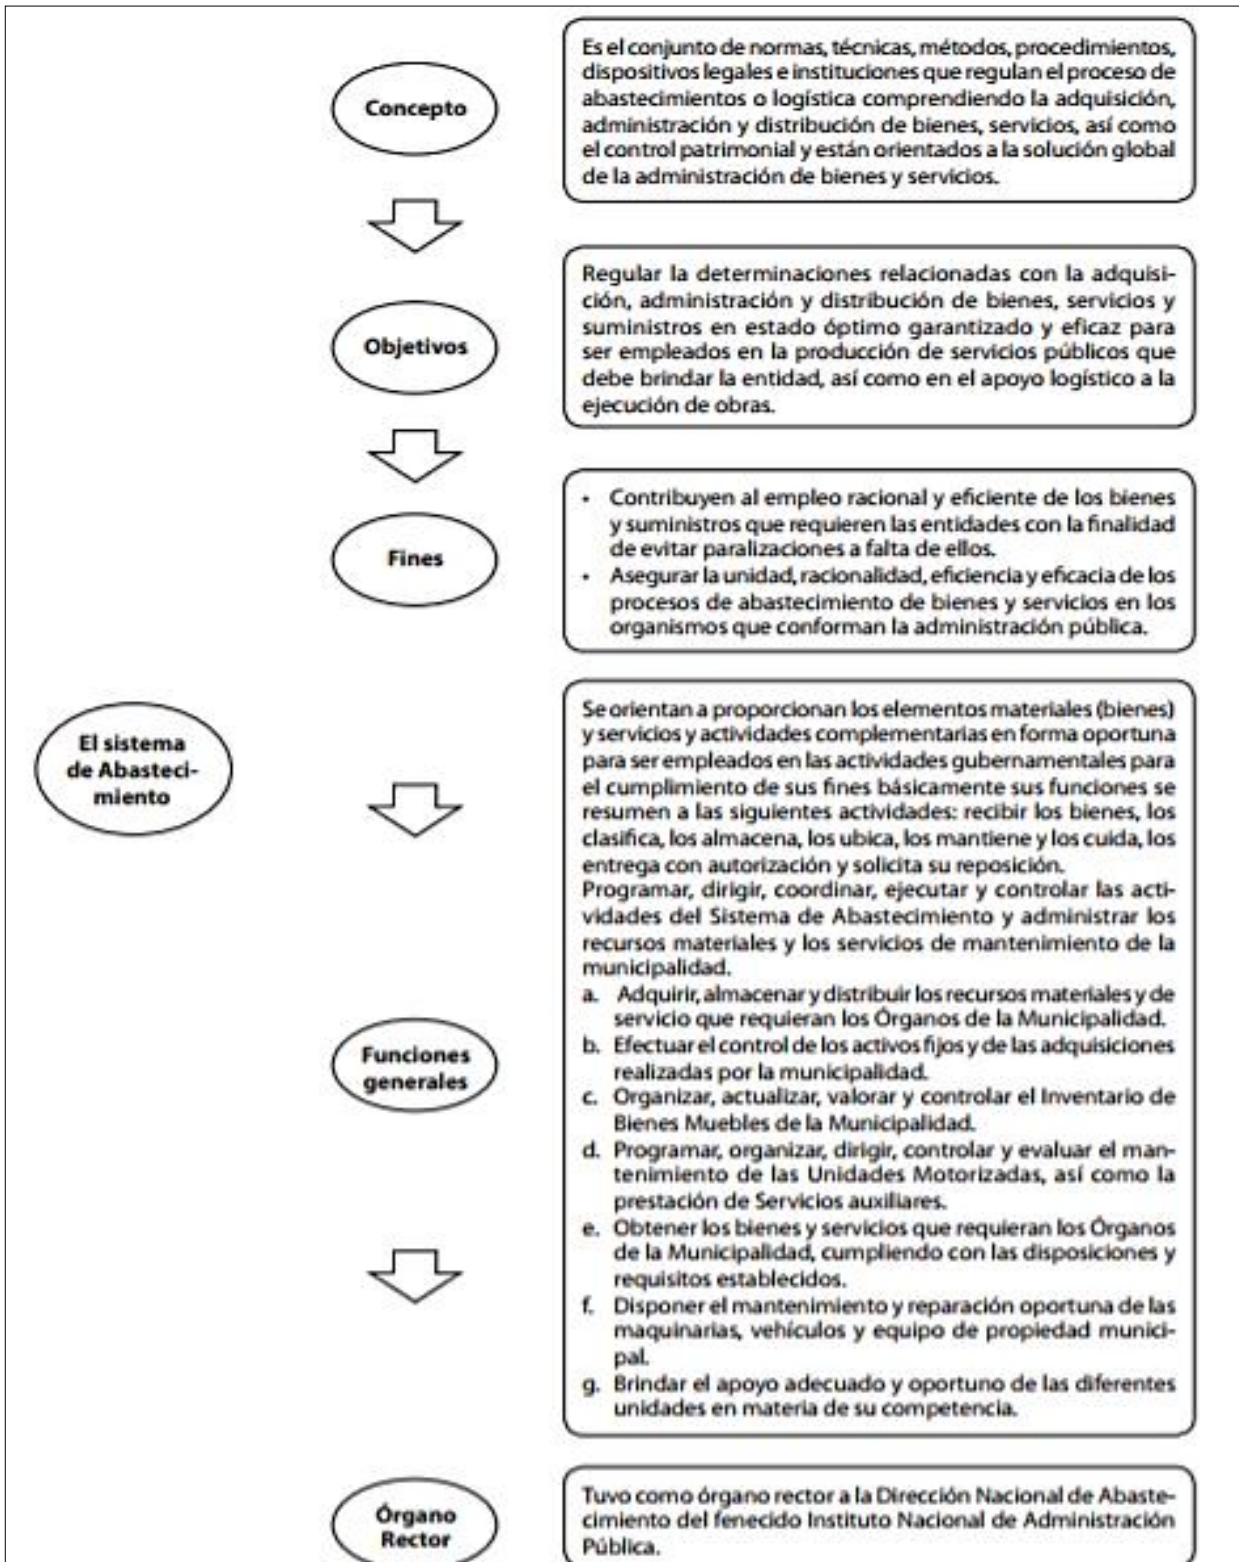 Concepto
Es el conjunto de normas, técnicas, métodos, procedimientos,
dispositivos legales e instituciones que regulan el proceso de
abastecimientos o logística comprendiendo la adquisición,
administración y distribución de bienes, servicios, así como
el control patrimonial y están orientados a la solución global
de la administración de bienes y servicios.
Objetivos
Regular la determinaciones relacionadas con la adquisi-
ción, administración y distribución de bienes, servicios y
suministros en estado óptimo garantizado y eficaz para
ser empleados en la producción de servicios públicos que
debe brindar la entidad, así como en el apoyo logístico a la
ejecución de obras.
Fines
• Contribuyen al empleo racional y eficiente de los bienes
y suministros que requieren las entidades con la finalidad
de evitar paralizaciones a falta de ellos.
• Asegurar la unidad, racionalidad, eficiencia y eficacia de los
procesos de abastecimiento de bienes y servicios en los
organismos que conforman la administración pública.
El sistema
de Abasteci-
miento
Funciones
generales
Se orientan a proporcionan los elementos materiales (bienes)
y servicios y actividades complementarias en forma oportuna
para ser empleados en las actividades gubernamentales para
el cumplimiento de sus fines básicamente sus funciones se
resumen a las siguientes actividades: recibir los bienes, los
clasifica, los almacena, los ubica, los mantiene y los cuida, los
entrega con autorización y solicita su reposición.
Programar, dirigir, coordinar, ejecutar y controlar las acti-
vidades del Sistema de Abastecimiento y administrar los
recursos materiales y los servicios de mantenimiento de la
municipalidad.
a. Adquirir, almacenar y distribuir los recursos materiales y de
servicio que requieran los Órganos de la Municipalidad.
b. Efectuar el control de los activos fijos y de las adquisiciones
realizadas por la municipalidad.
c. Organizar, actualizar, valorar y controlar el Inventario de
Bienes Muebles de la Municipalidad.
d. Programar, organizar, dirigir, controlar y evaluar el man-
tenimiento de las Unidades Motorizadas, así como la
prestación de Servicios auxiliares.
e. Obtener los bienes y servicios que requieran los Órganos
de la Municipalidad, cumpliendo con las disposiciones y
requisitos establecidos.
f. Disponer el mantenimiento y reparación oportuna de las
maquinarias, vehículos y equipo de propiedad munici-
pal.
g. Brindar el apoyo adecuado y oportuno de las diferentes
unidades en materia de su competencia.
Órgano
Rector
Tuvo como órgano rector a la Dirección Nacional de Abaste-
cimiento del fenecido Instituto Nacional de Administración
Pública.